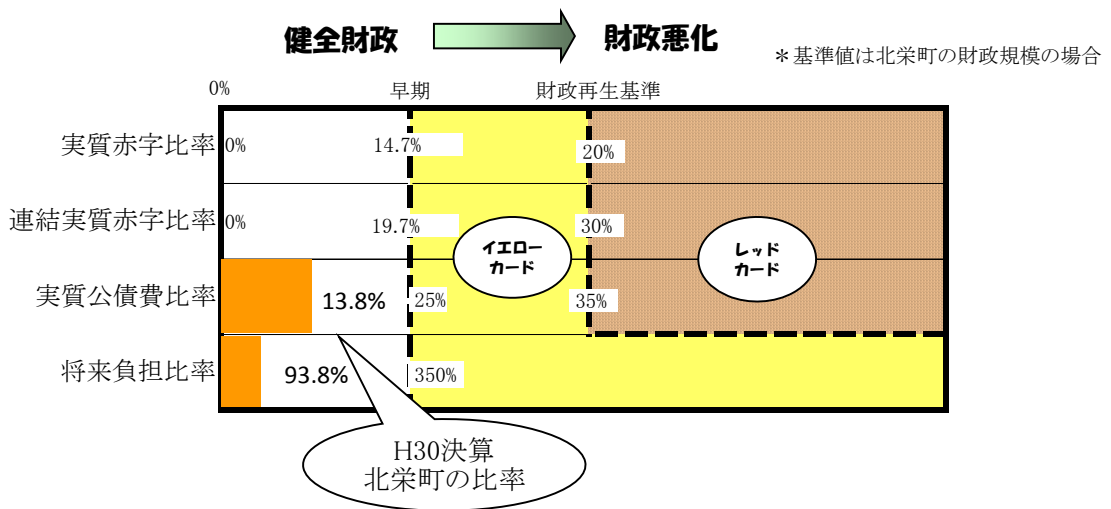 健全財政 財政悪化
＊基準値は北栄町の財政規模の場合
0% 早期 財政再生基準
実質赤字比率 0% 14.7% 20%
連結実質赤字比率 0% 19.7% 30%
イエロー
カード
レッド
カード
実質公債費比率 13.8% 25% 35%
将来負担比率 93.8% 350%
H30決算
北栄町の比率